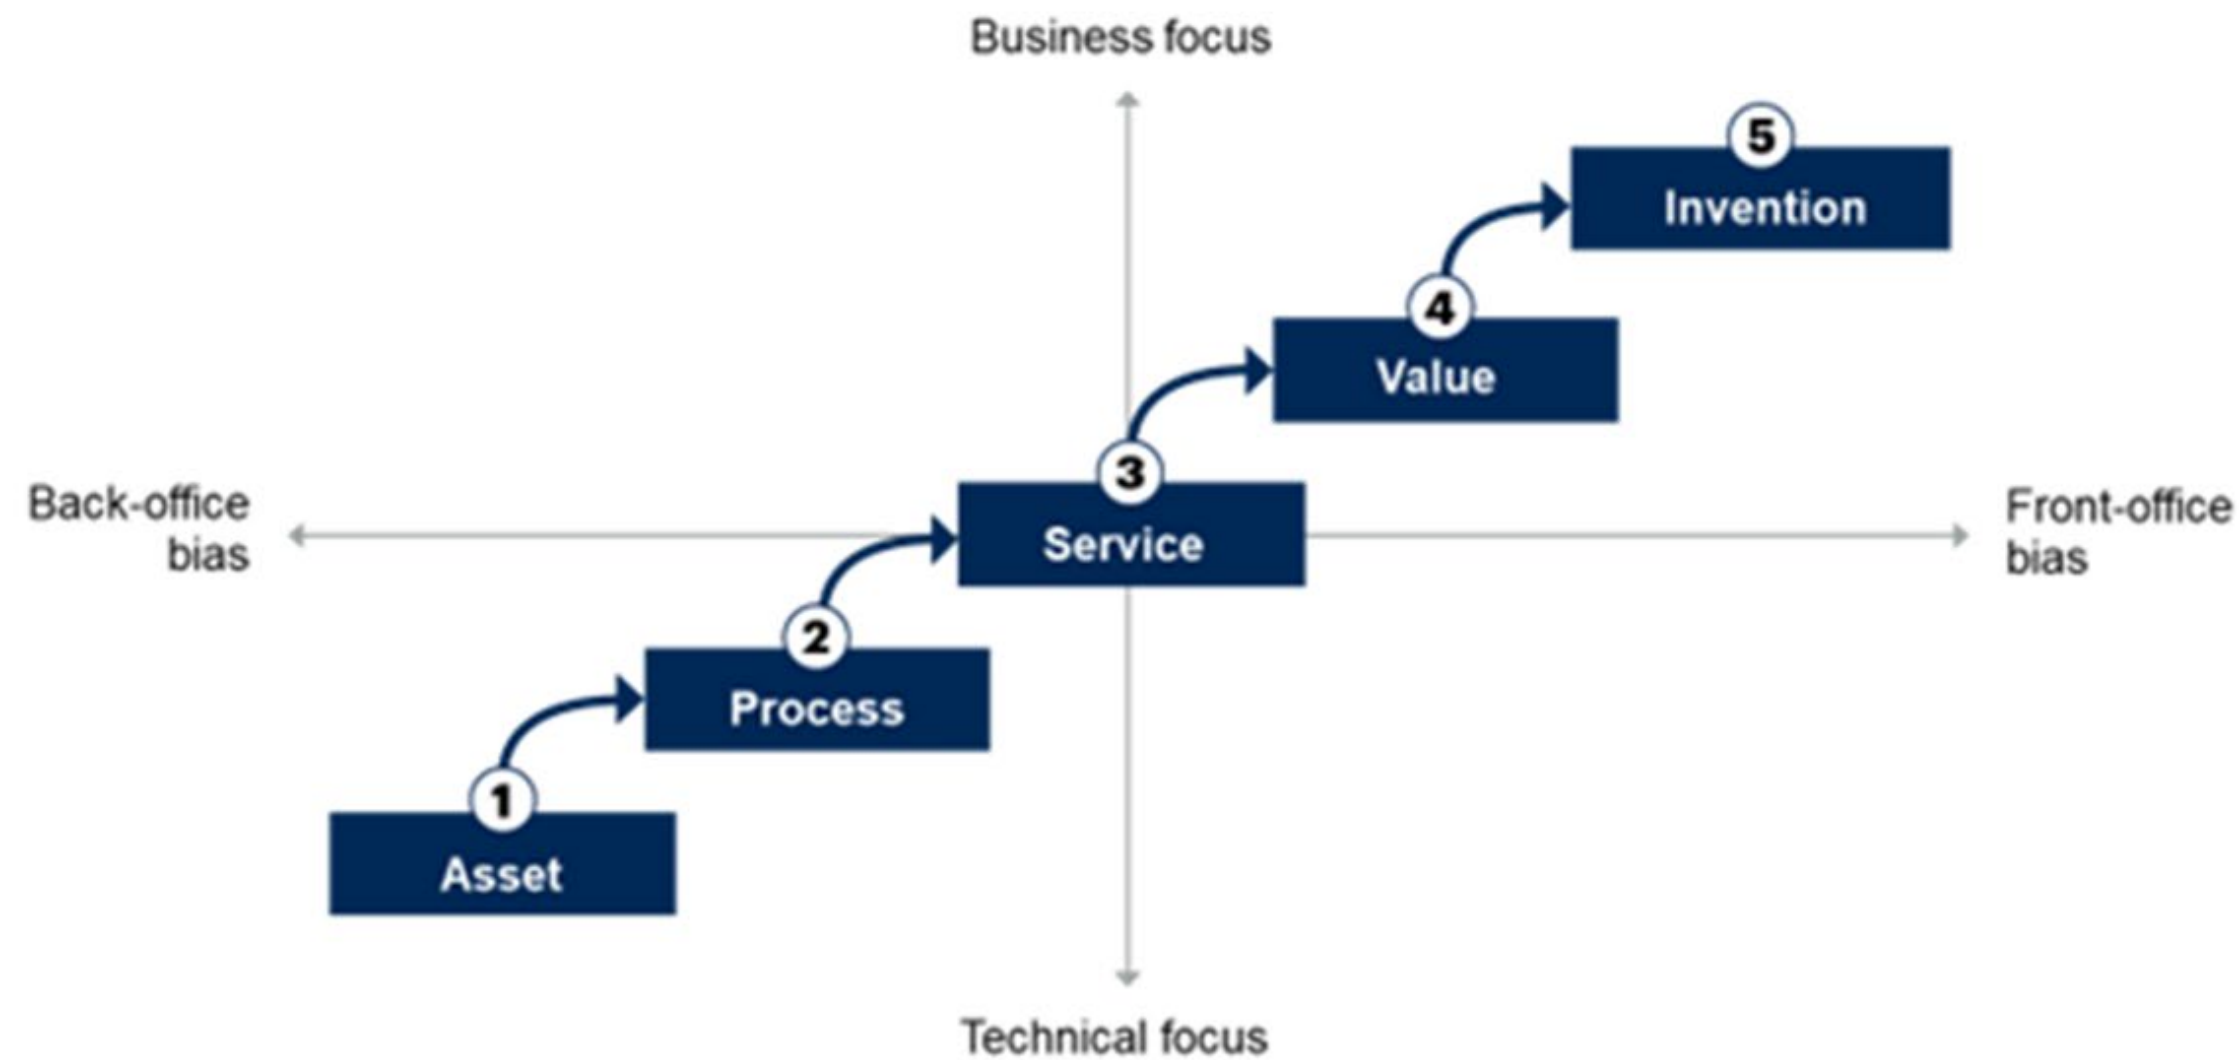 Business focus
5
Invention
4
Value
3
Service
Back-office
bias
Front-office
bias
2
Process
1
Asset
Technical focus